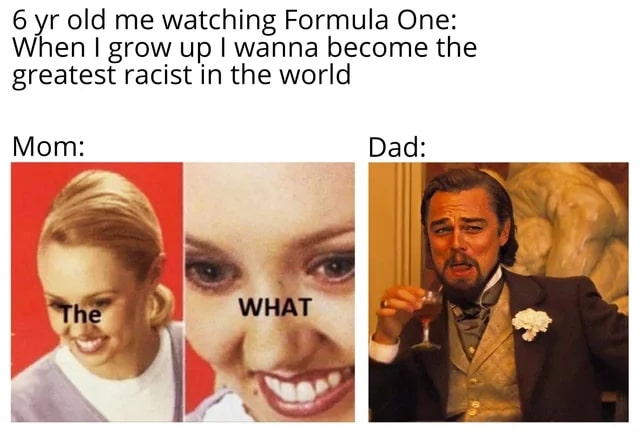 6 yr old me watching Formula One:
When I grow up I wanna become the
greatest racist in the world
Mom:
Dad:
The
WHAT